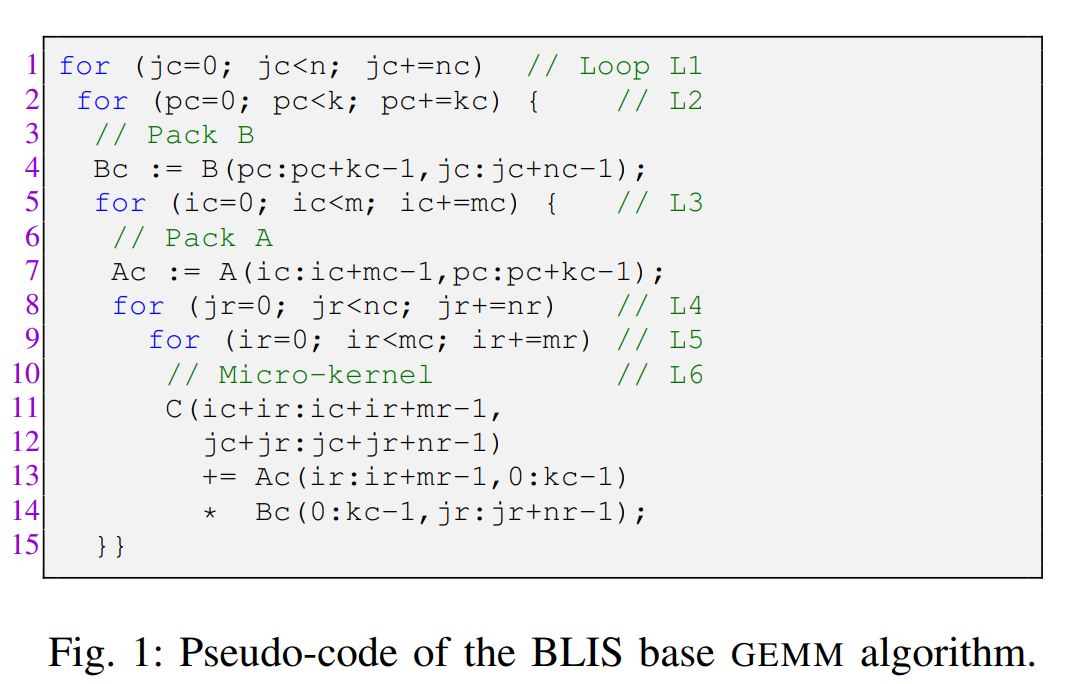 1 for (jc=0; jc<n; jc+=nc)  // Loop L1
2  for (pc=0; pc<k; pc+=kc) {    // L2
3   // Pack B
4   Bc := B(pc:pc+kc-1,jc:jc+nc-1);
5   for (ic=0; ic<m; ic+=mc) {   // L3
6    // Pack A
7    Ac := A(ic:ic+mc-1,pc:pc+kc-1);
8    for (jr=0; jr<nc; jr+=nr)   // L4
9      for (ir=0; ir<mc; ir+=mr) // L5
10       // Micro-kernel          // L6
11       C(ic+ir:ic+ir+mr-1,
12         jc+jr:jc+jr+nr-1)
13         += Ac(ir:ir+mr-1,0:kc-1)
14         *  Bc(0:kc-1,jr:jr+nr-1);
15   }}
Fig. 1: Pseudo-code of the BLIS base GEMM algorithm.